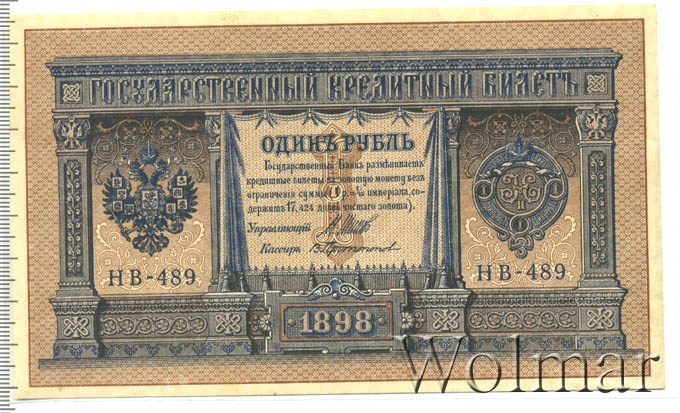 ГОСУДАРСТВЕННЫЙ КРЕДИТНЫЙ БИЛЕТЪ
ОДИНЪ РУБЛЬ
Государственный Банкъ размѣниваетъ
кредитные билеты на золотую монету безъ
ограниченія суммы (1 р. = 1/15 имперіала, со-
держитъ 17,424 долей чистаго золота).
Управляющій
Кассиръ
НВ-489
НВ-489
1898
Wolmar